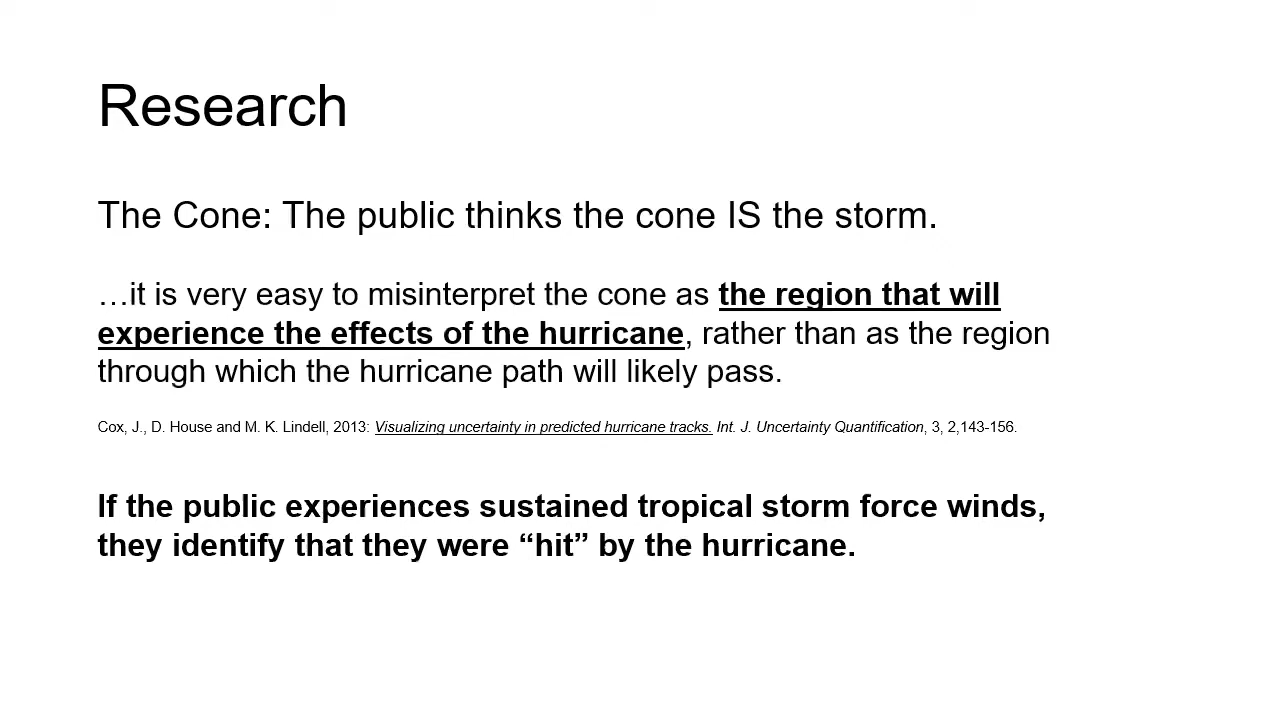 Research
The Cone: The public thinks the cone IS the storm.
…it is very easy to misinterpret the cone as the region that will
experience the effects of the hurricane, rather than as the region
through which the hurricane path will likely pass.
Cox, J., D. House and M. K. Lindell, 2013: Visualizing uncertainty in predicted hurricane tracks. Int. J. Uncertainty Quantification, 3, 2,143-156.
If the public experiences sustained tropical storm force winds,
they identify that they were “hit” by the hurricane.